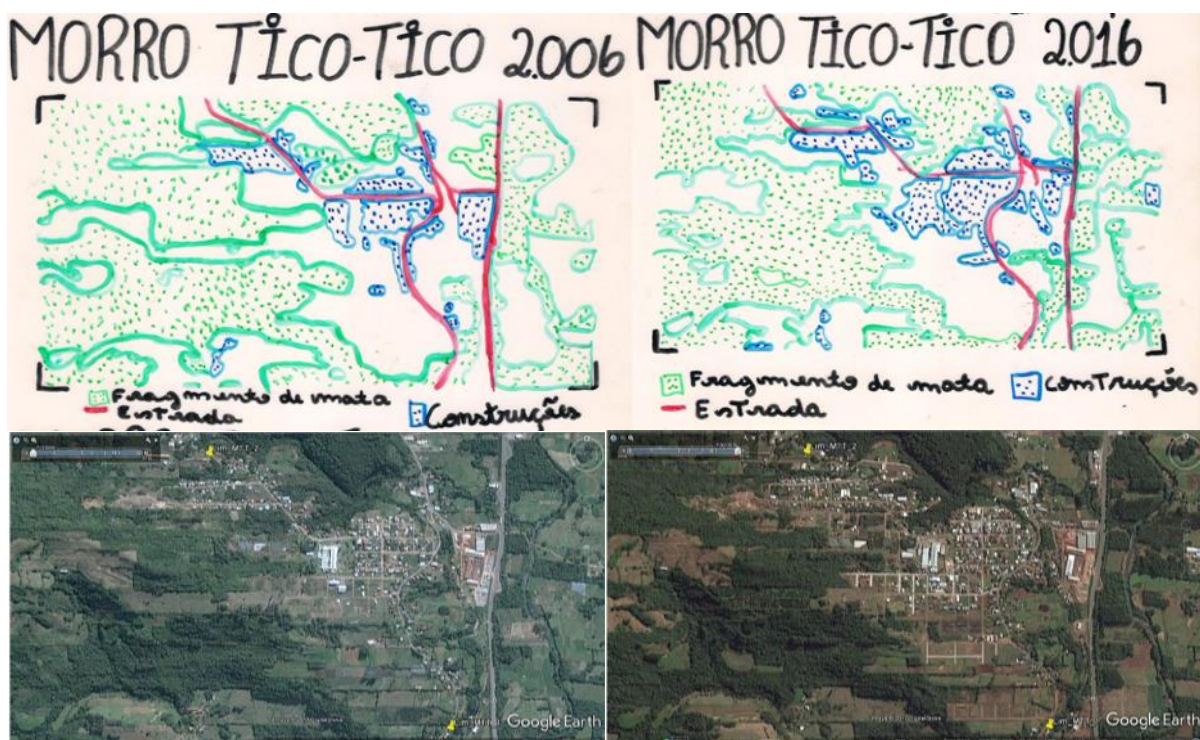 MORRO TICO-TICO 2.006
Fragmento de mata
Estrada
Construções
MORRO TICO-TICO 2.016
Fragmento de mata
Construções
Estrada
Google Earth
Google Earth